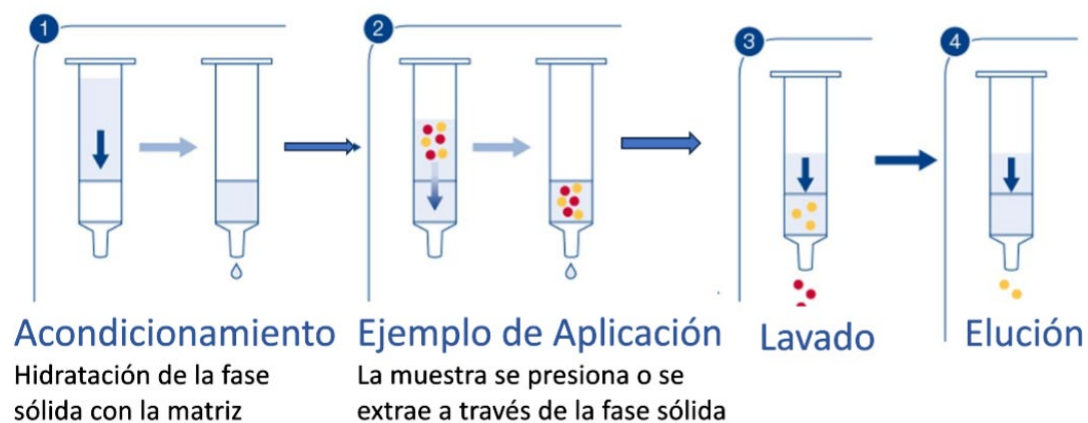 1
2
3
4
Acondicionamiento
Hidratación de la fase
sólida con la matriz
Ejemplo de Aplicación
La muestra se presiona o se
extrae a través de la fase sólida
Lavado
Elución